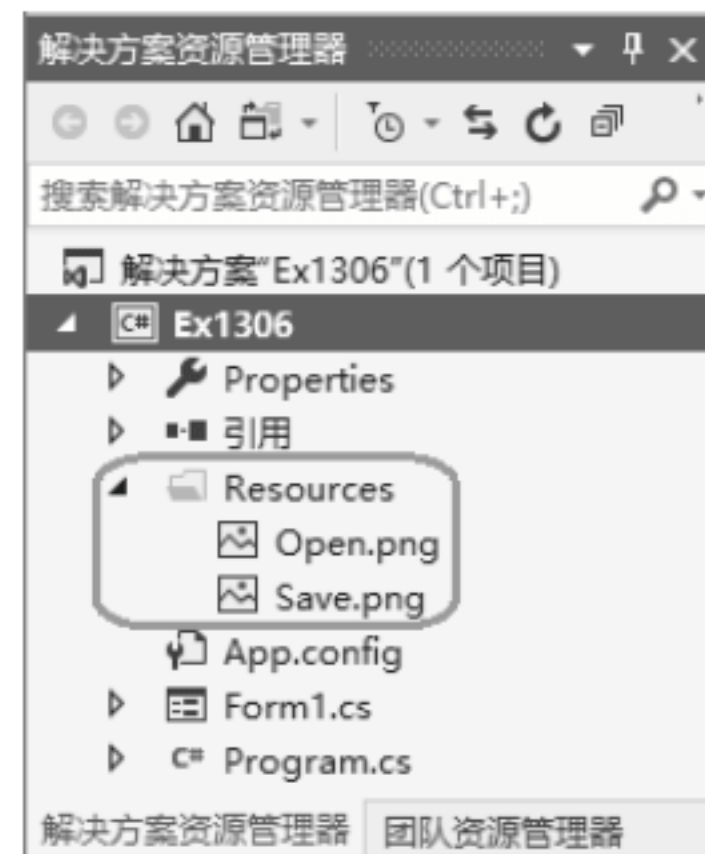 解决方案资源管理器
搜索解决方案资源管理器(Ctrl+;)
解决方案“Ex1306”(1 个项目)
C# Ex1306
Properties
引用
Resources
Open.png
Save.png
App.config
Form1.cs
C# Program.cs
解决方案资源管理器 团队资源管理器